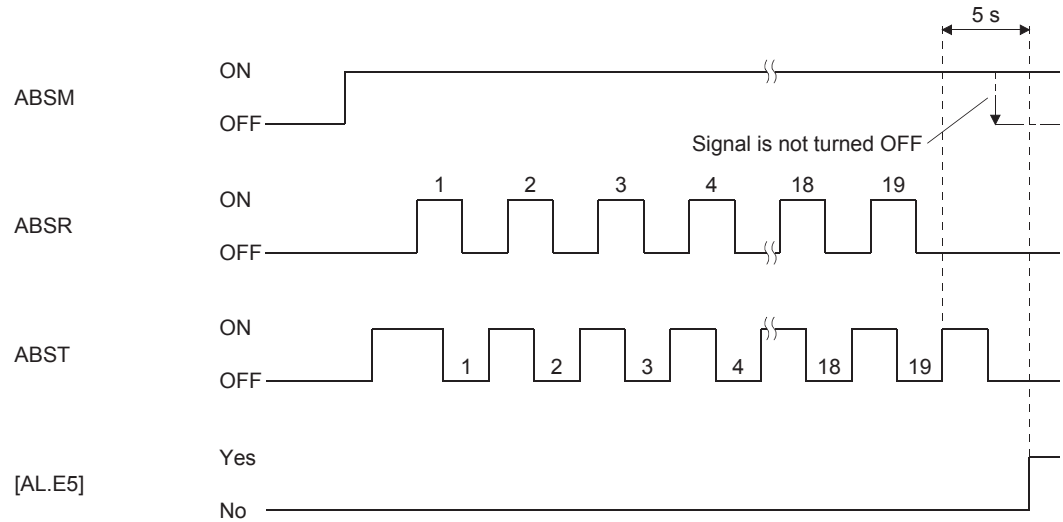 5 s
ON
ABSM
OFF
Signal is not turned OFF
1 2 3 4 18 19
ON
ABSR
OFF
ON
ABST
1 2 3 4 18 19
OFF
Yes
[AL.E5]
No